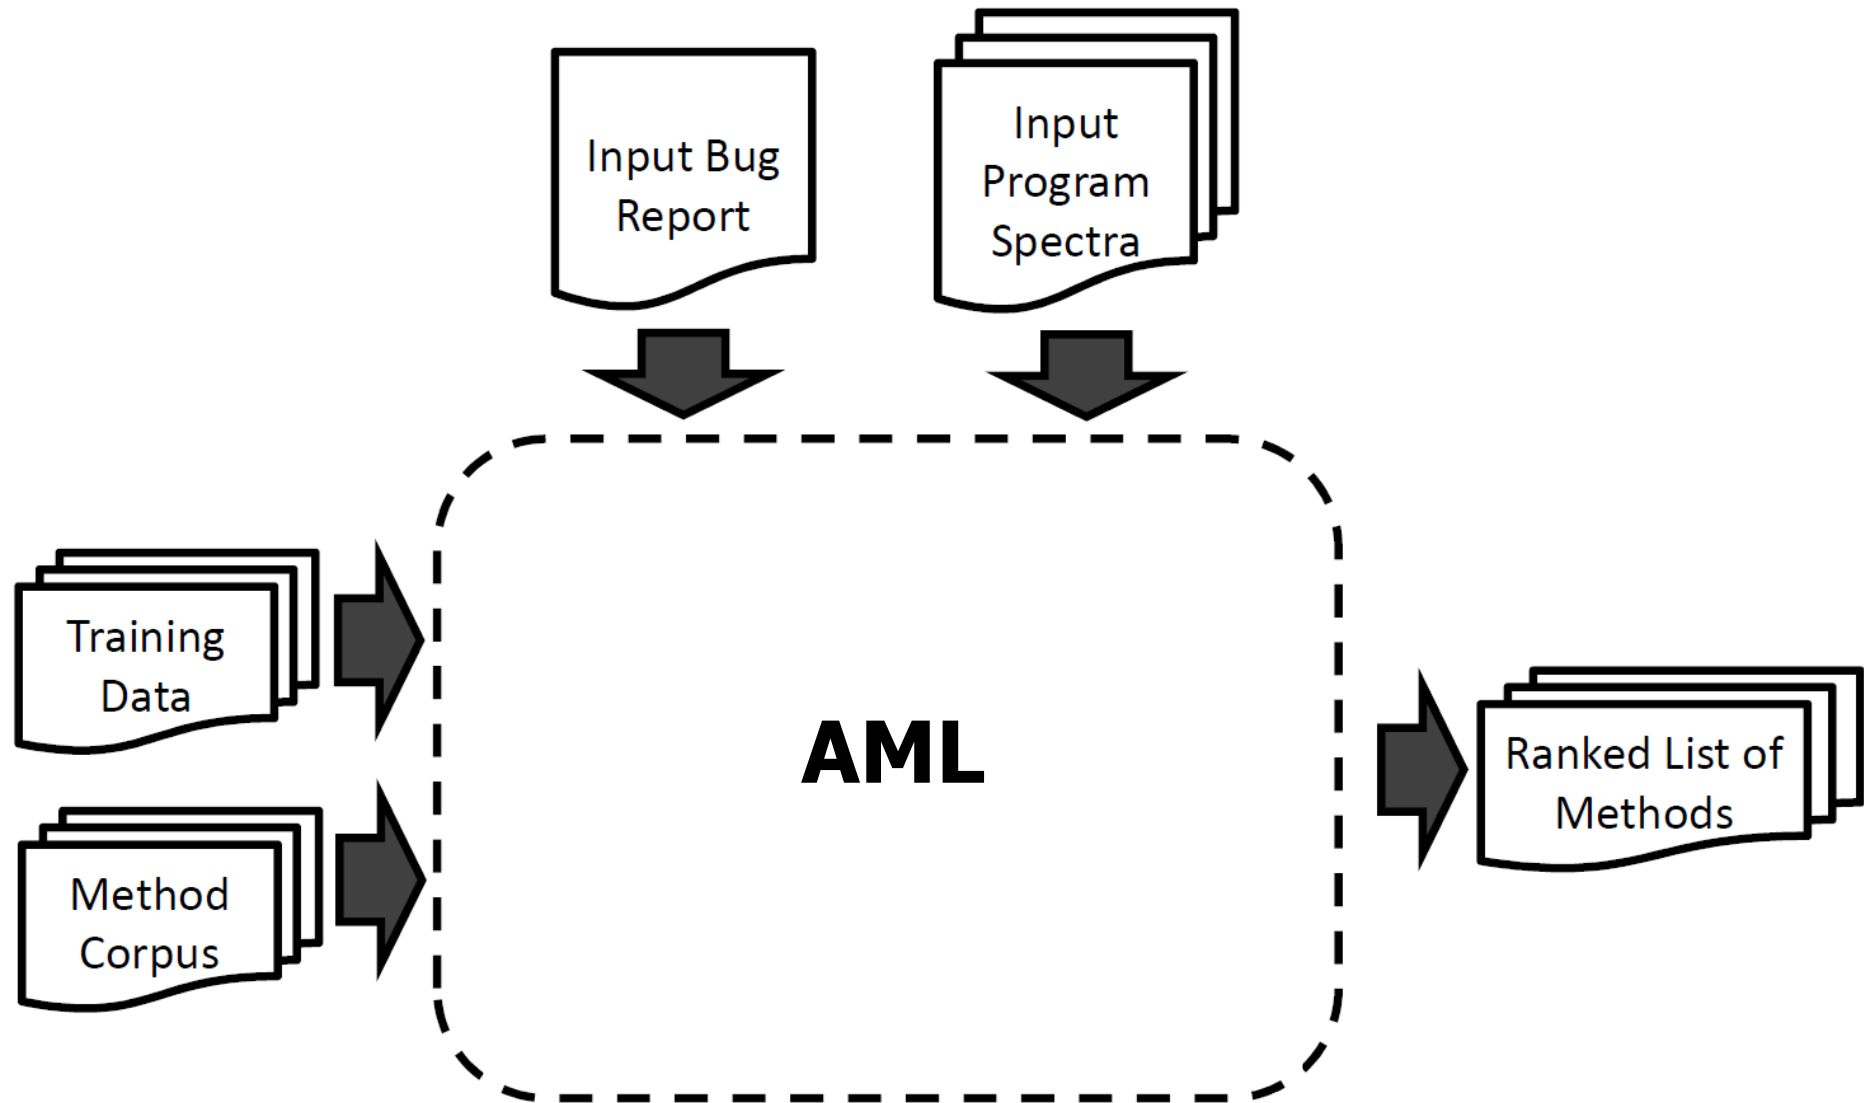 Input Bug
Report
Input
Program
Spectra
Training
Data
Method
Corpus
AML
Ranked List of
Methods